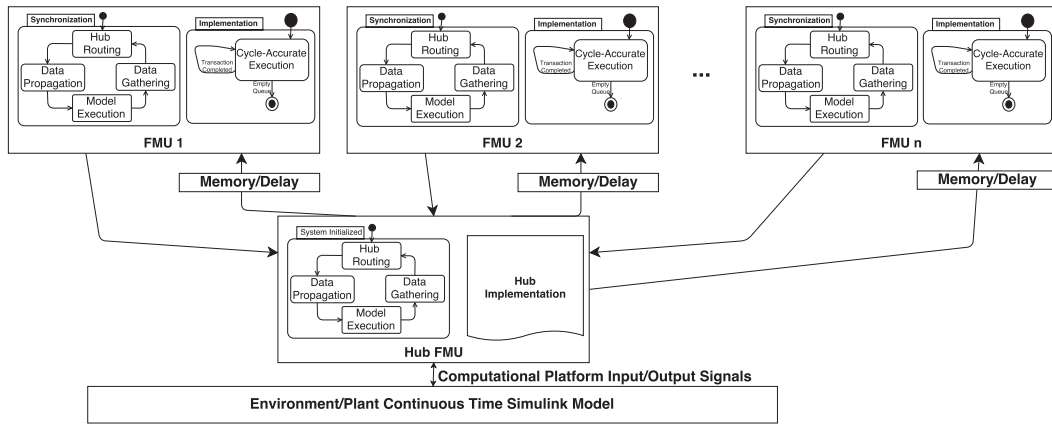 Synchronization
Hub
Routing
Data
Propagation
Data
Gathering
Model
Execution
Implementation
Cycle-Accurate
Execution
Transaction
Completed
Empty
Queue
FMU 1
Synchronization
Hub
Routing
Data
Propagation
Data
Gathering
Model
Execution
Implementation
Cycle-Accurate
Execution
Transaction
Completed
Empty
Queue
FMU 2
...
Synchronization
Hub
Routing
Data
Propagation
Data
Gathering
Model
Execution
Implementation
Cycle-Accurate
Execution
Transaction
Completed
Empty
Queue
FMU n
Memory/Delay
Memory/Delay
Memory/Delay
System Initialized
Hub
Routing
Data
Propagation
Data
Gathering
Model
Execution
Hub
Implementation
Hub FMU
Computational Platform Input/Output Signals
Environment/Plant Continuous Time Simulink Model